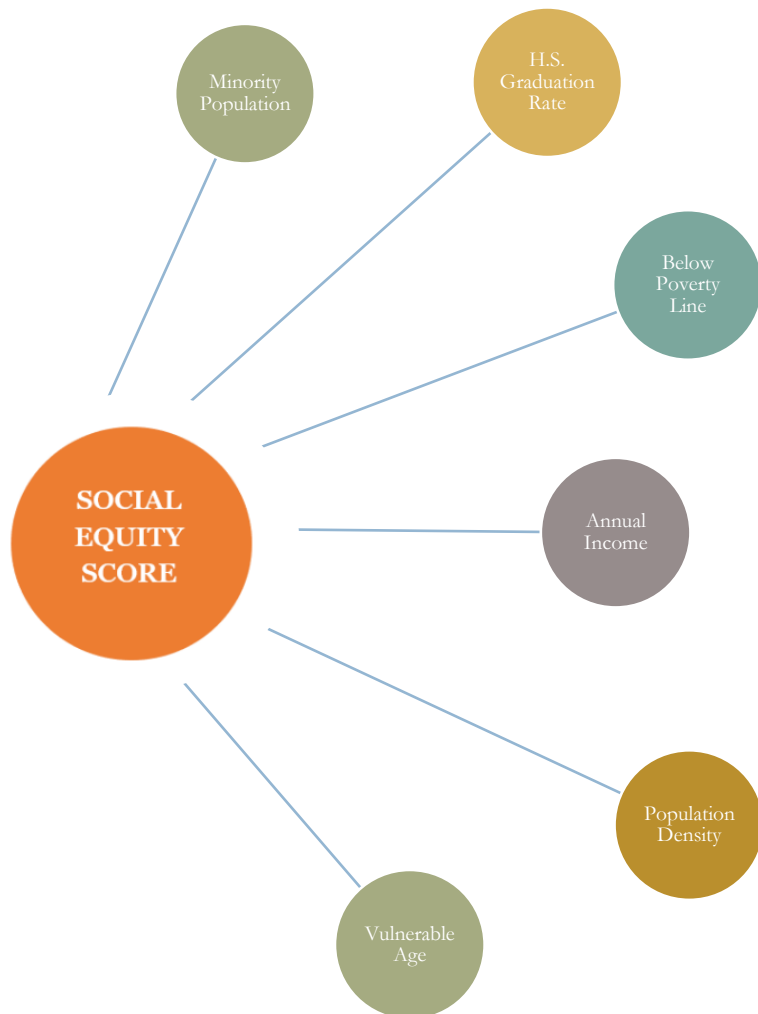 Minority
Population
H.S.
Graduation
Rate
Below
Poverty
Line
SOCIAL
EQUITY
SCORE
Annual
Income
Population
Density
Vulnerable
Age